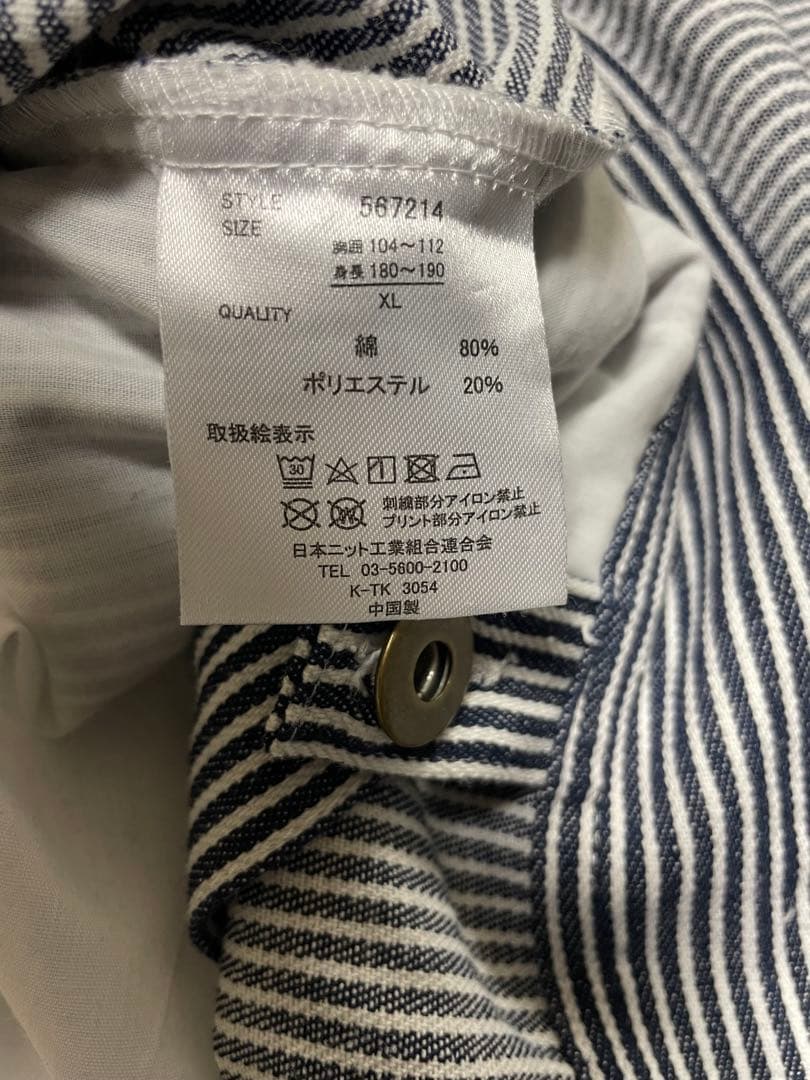 STYLE 567214
SIZE 胸囲 104～112
身長 180～190
XL
QUALITY
綿 80%
ポリエステル 20%
取扱絵表示
30
刺繍部分アイロン禁止
プリント部分アイロン禁止
日本ニット工業組合連合会
TEL 03-5600-2100
K-TK 3054
中国製